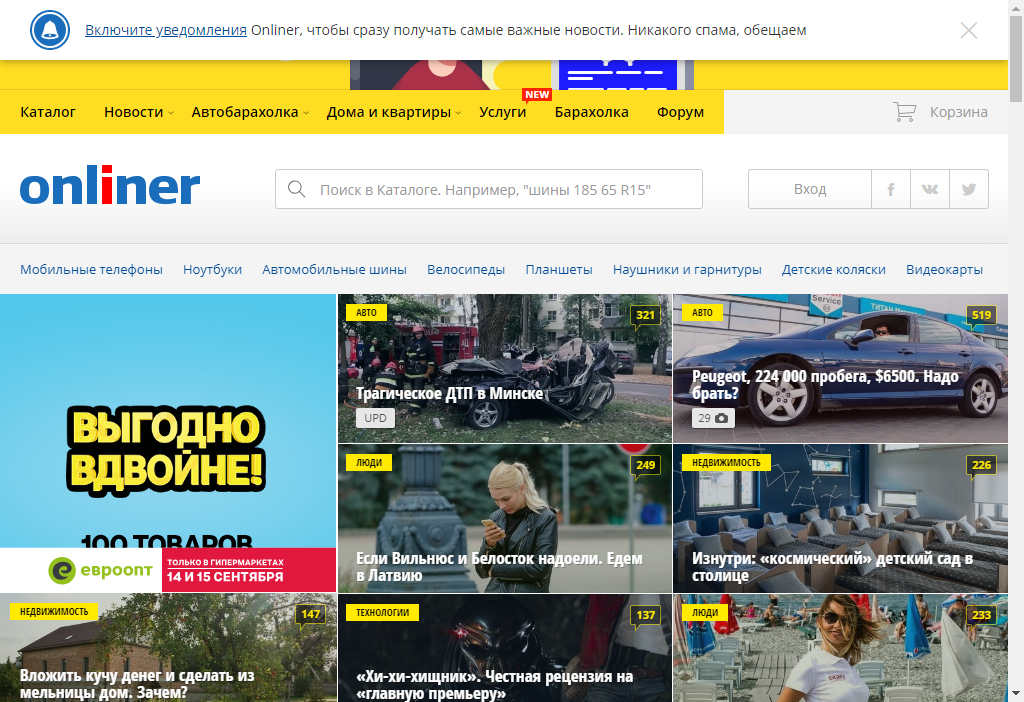 Включите уведомления Onliner, чтобы сразу получать самые важные новости. Никакого спама, обещаем
NEW
Каталог Новости Автобарахолка Дома и квартиры Услуги Барахолка Форум Корзина
onliner
Поиск в Каталоге. Например, "шины 185 65 R15"
Вход
Мобильные телефоны Ноутбуки Автомобильные шины Велосипеды Планшеты Наушники и гарнитуры Детские коляски Видеокарты
ВЫГОДНО
ВДВОЙНЕ!
100 ТОВАРОВ
евроопт
ТОЛЬКО В ГИПЕРМАРКЕТАХ
14 И 15 СЕНТЯБРЯ
АВТО
321
Трагическое ДТП в Минске
UPD
АВТО
519
Service
ТИТАН
Peugeot, 224 000 пробега, $6500. Надо
брать?
29
ЛЮДИ
249
Если Вильнюс и Белосток надоели. Едем
в Латвию
НЕДВИЖИМОСТЬ
226
Изнутри: «космический» детский сад в
столице
НЕДВИЖИМОСТЬ
147
Вложить кучу денег и сделать из
мельницы дом. Зачем?
ТЕХНОЛОГИИ
137
«Хи-хи-хищник». Честная рецензия на
«главную премьеру»
ЛЮДИ
233